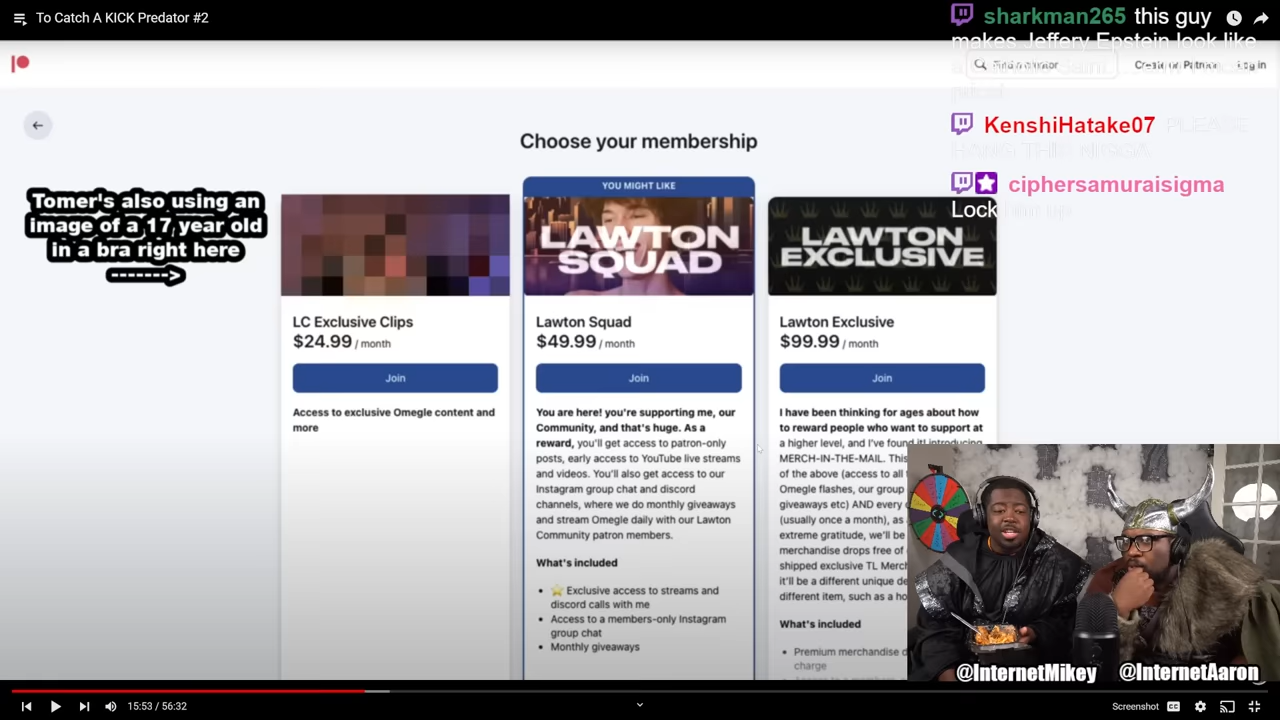 To Catch A KICK Predator #2
sharkman265 this guy
makes Jeffery Epstein look like
Create on Patreon
Log in
KenshiHatake07 PLEASE
ciphersamuraisigma
Lock him up
Choose your membership
Tomer's also using an
image of a 17 year old
in a bra right here
------->
YOU MIGHT LIKE
LAWTON
SQUAD
LAWTON
EXCLUSIVE
LC Exclusive Clips
$24.99 / month
Join
Access to exclusive Omegle content and
more
Lawton Squad
$49.99 / month
Join
You are here! you're supporting me, our
Community, and that's huge. As a
reward, you'll get access to patron-only
posts, early access to YouTube live streams
and videos. You'll also get access to our
Instagram group chat and discord
channels, where we do monthly giveaways
and stream Omegle daily with our Lawton
Community patron members.
What's included
Exclusive access to streams and
discord calls with me
Access to a members-only Instagram
group chat
Monthly giveaways
Lawton Exclusive
$99.99 / month
Join
I have been thinking for ages about how
to reward people who want to support at
a higher level, and I've found it! introducing
MERCH-IN-THE-MAIL. This
of the above (access to all
Omegle flashes, our group
giveaways etc) AND every
(usually once a month), as
extreme gratitude, we'll be
merchandise drops free of
shipped exclusive TL Merch
it'll be a different unique
different item, such as a
What's included
Premium merchandise
charge
@InternetMikey
@InternetAaron
15:53 / 56:32
Screenshot
CC